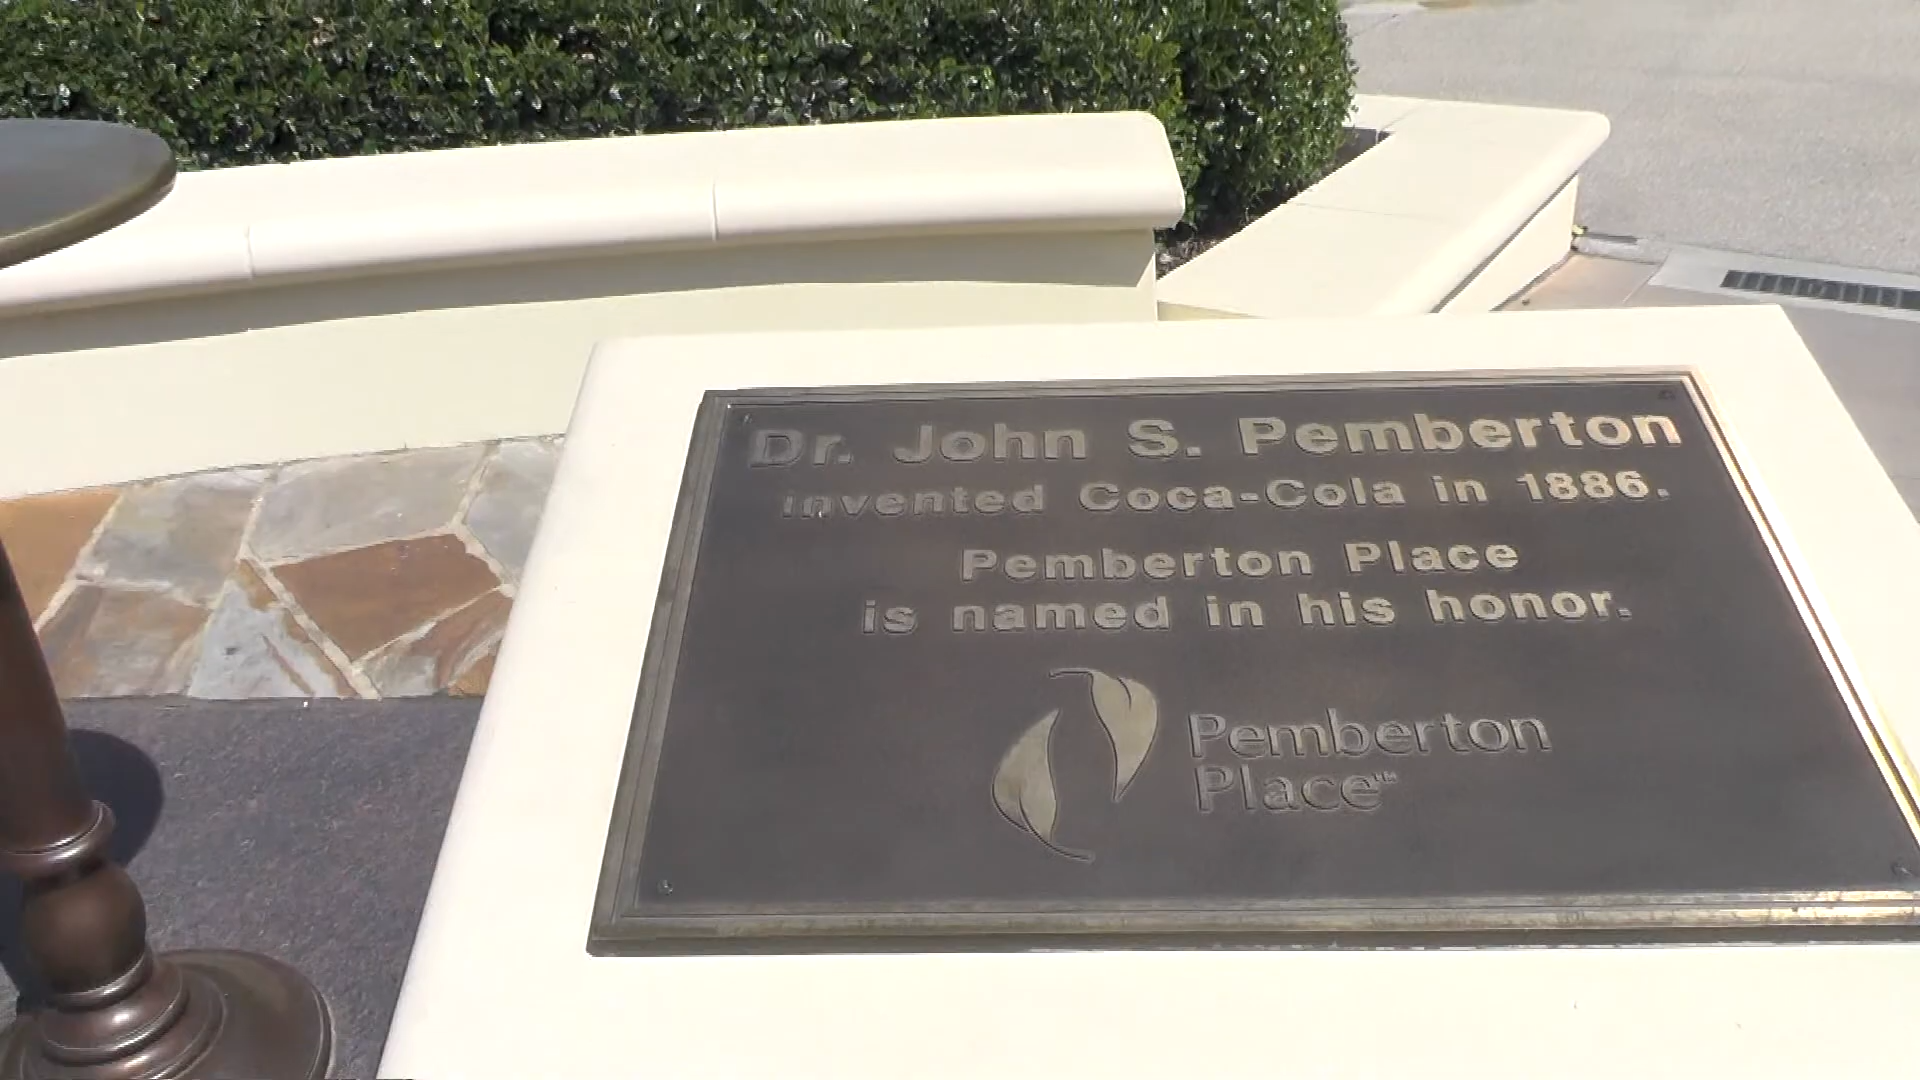 Dr. John S. Pemberton
invented Coca-Cola in 1886.
Pemberton Place
is named in his honor.
Pemberton
Place™